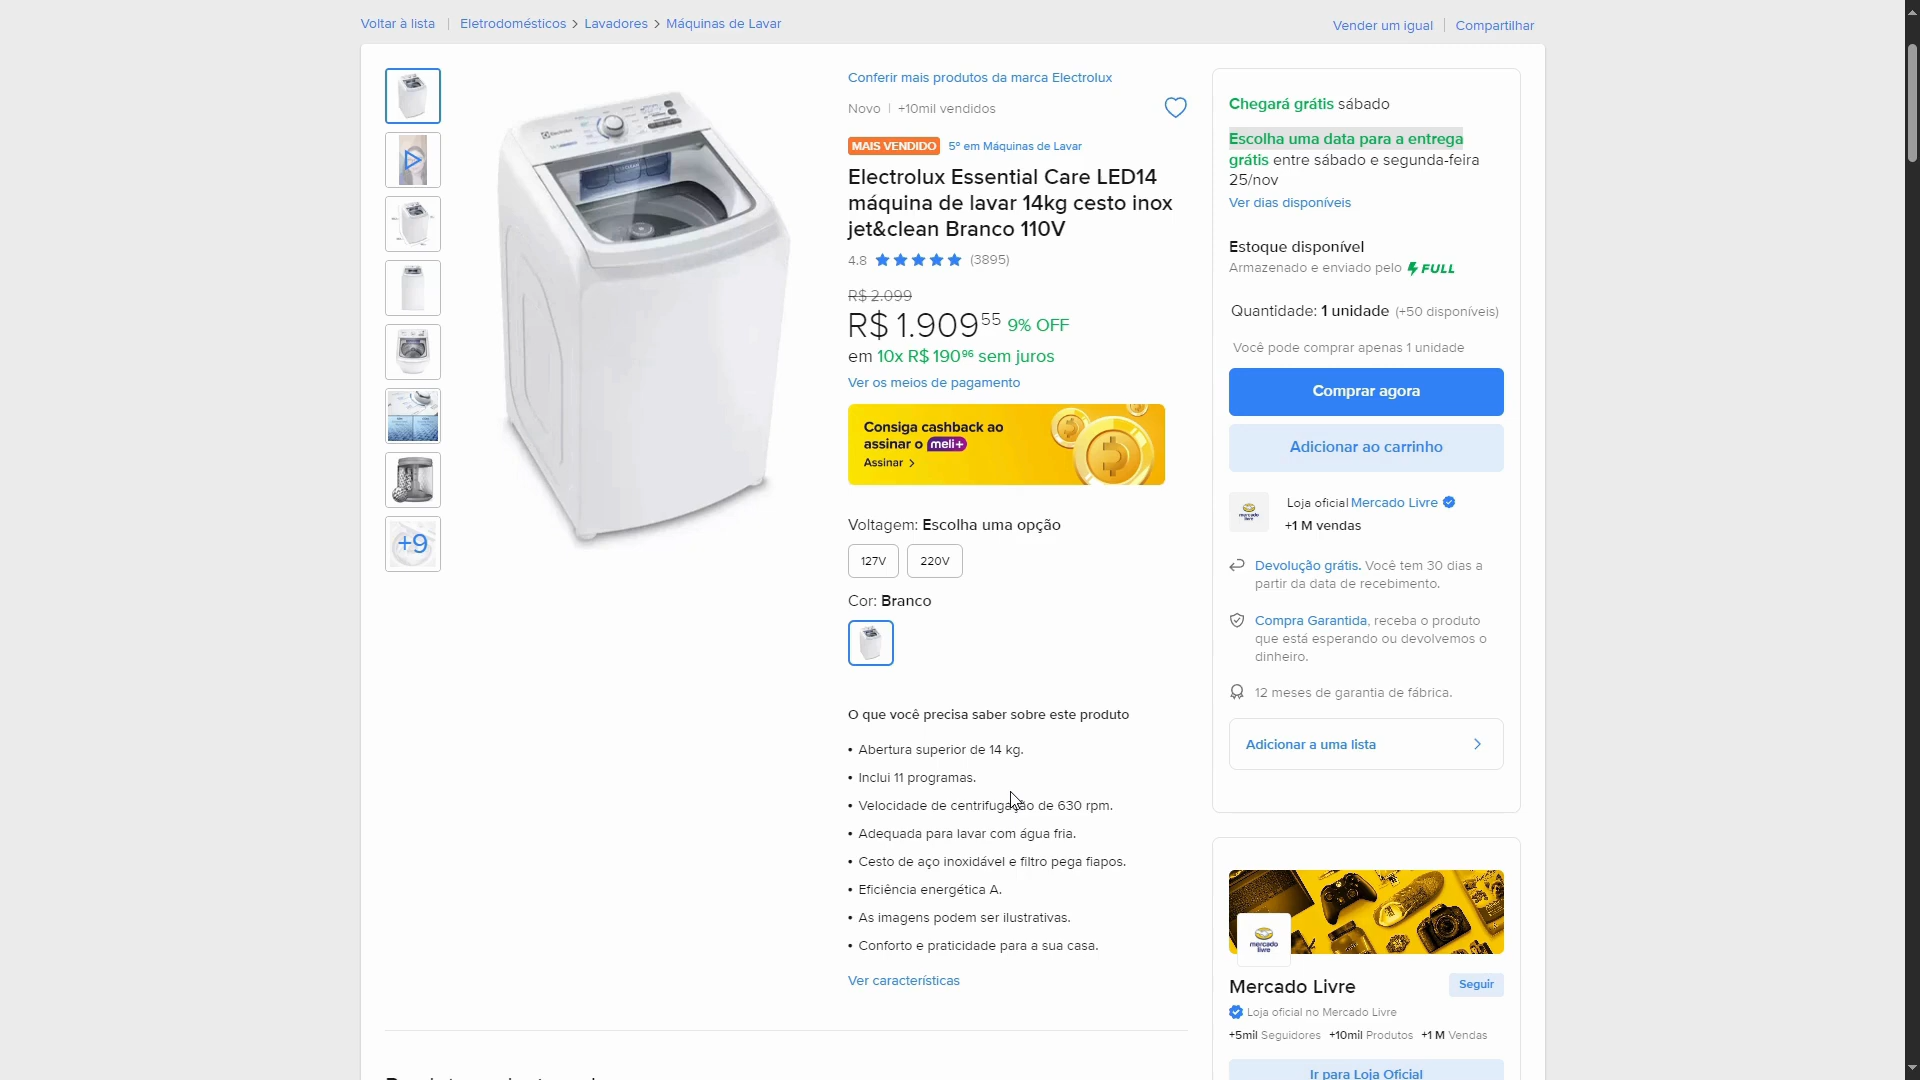 Voltar à lista | Eletrodomésticos > Lavadores > Máquinas de Lavar
Vender um igual | Compartilhar
+9
Conferir mais produtos da marca Electrolux
Novo | +10mil vendidos
MAIS VENDIDO 5º em Máquinas de Lavar
Electrolux Essential Care LED14
máquina de lavar 14kg cesto inox
jet&clean Branco 110V
4.8 (3895)
R$ 2.099
R$ 1.909 55 9% OFF
em 10x R$ 190 96 sem juros
Ver os meios de pagamento
Consiga cashback ao
assinar o meli+
Assinar >
Voltagem: Escolha uma opção
127V 220V
Cor: Branco
O que você precisa saber sobre este produto
• Abertura superior de 14 kg.
• Inclui 11 programas.
• Velocidade de centrifugação de 630 rpm.
• Adequada para lavar com água fria.
• Cesto de aço inoxidável e filtro pega fiapos.
• Eficiência energética A.
• As imagens podem ser ilustrativas.
• Conforto e praticidade para a sua casa.
Ver características
Chegará grátis sábado
Escolha uma data para a entrega
grátis entre sábado e segunda-feira
25/nov
Ver dias disponíveis
Estoque disponível
Armazenado e enviado pelo FULL
Quantidade: 1 unidade (+50 disponíveis)
Você pode comprar apenas 1 unidade
Comprar agora
Adicionar ao carrinho
mercado
livre
Loja oficial Mercado Livre
+1 M vendas
Devolução grátis. Você tem 30 dias a
partir da data de recebimento.
Compra Garantida, receba o produto
que está esperando ou devolvemos o
dinheiro.
12 meses de garantia de fábrica.
Adicionar a uma lista
mercado
livre
Mercado Livre
Seguir
Loja oficial no Mercado Livre
+5mil Seguidores +10mil Produtos +1 M Vendas
Ir para Loja Oficial